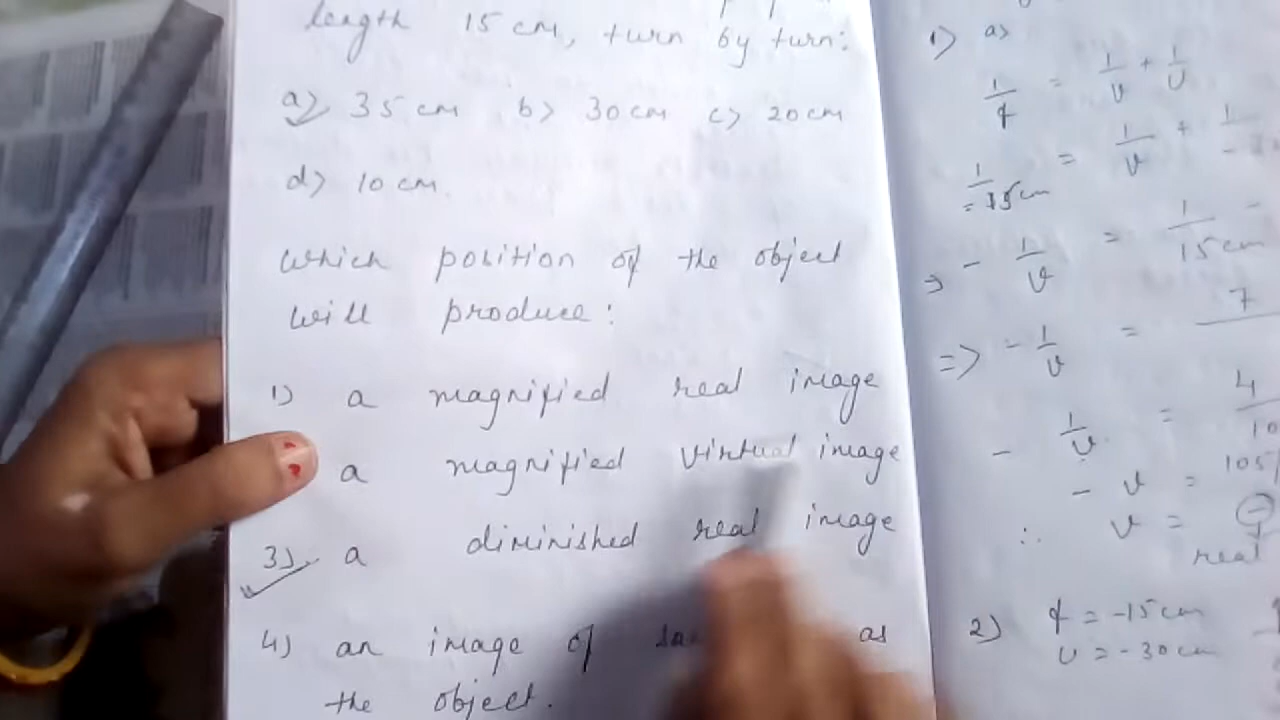 length 15 cm, turn by turn:
a) 35 cm b) 30 cm c) 20 cm
d) 10 cm.
which position of the object
will produce:
1) a magnified real image
a magnified virtual image
3) a diminished real image
4) an image of as
the object.
1) a)
1/f = 1/v + 1/u
= 1/v + 1/
=> - 1/v = 1/15cm -
=> - 1/v = 7
- 1/v = 4/10
- v = 105/
∴ v = -
real
2) f = -15 cm
u = -30 cm